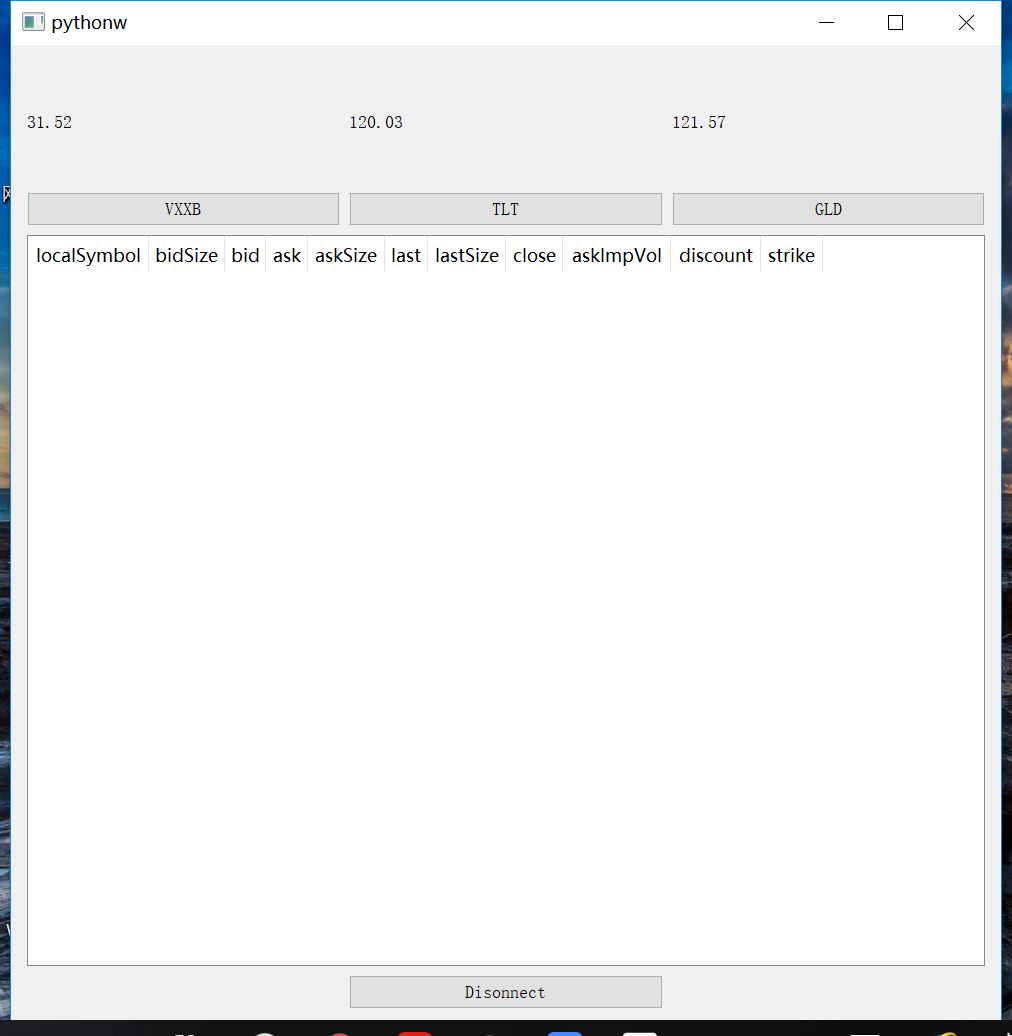 pythonw
31.52 120.03 121.57
VXXB TLT GLD
localSymbol bidSize bid ask askSize last lastSize close askImpVol discount strike
Disonnect